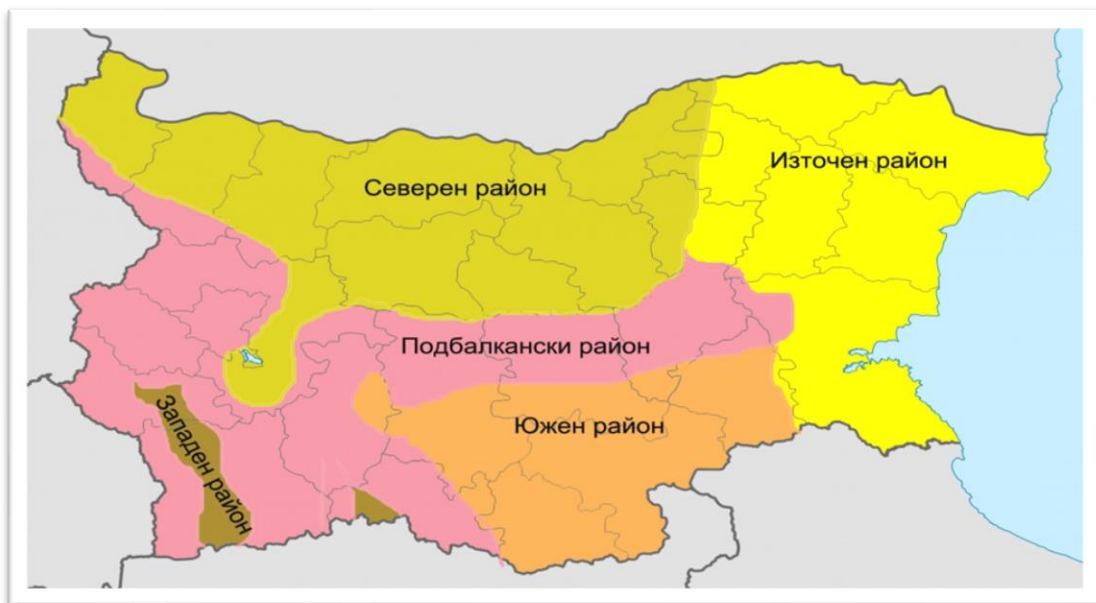 Източен район
Северен район
Подбалкански район
Западен район
Южен район